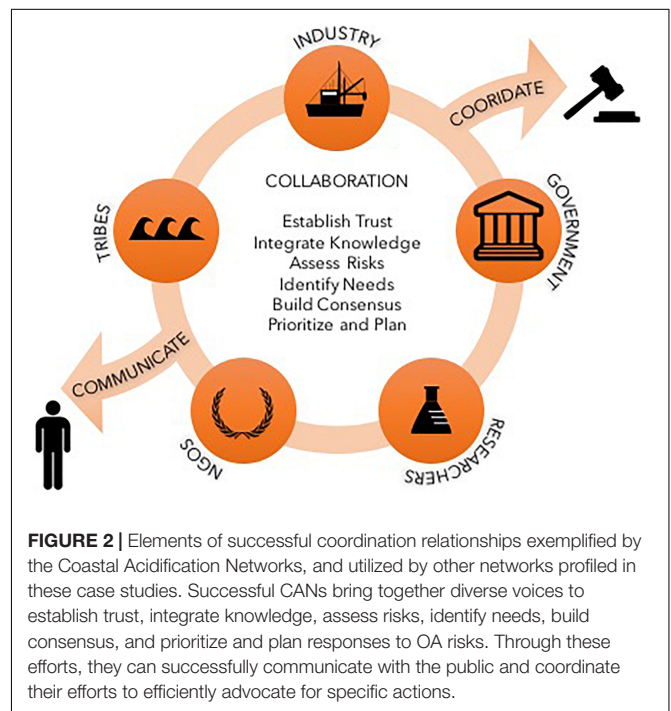 INDUSTRY
COORIDATE
GOVERNMENT
TRIBES
COLLABORATION
Establish Trust
Integrate Knowledge
Assess Risks
Identify Needs
Build Consensus
Prioritize and Plan
COMMUNICATE
NGOS
RESEARCHERS
FIGURE 2 | Elements of successful coordination relationships exemplified by
the Coastal Acidification Networks, and utilized by other networks profiled in
these case studies. Successful CANs bring together diverse voices to
establish trust, integrate knowledge, assess risks, identify needs, build
consensus, and prioritize and plan responses to OA risks. Through these
efforts, they can successfully communicate with the public and coordinate
their efforts to efficiently advocate for specific actions.